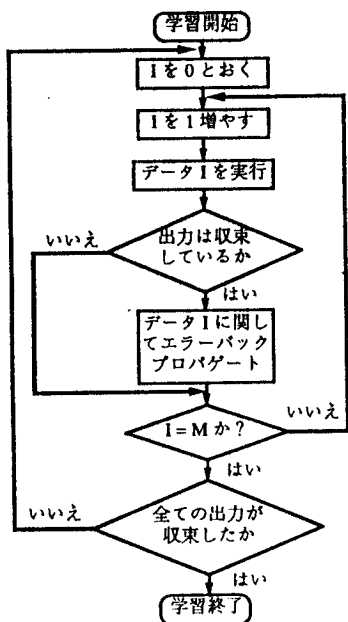 学習開始
Iを0とおく
Iを1増やす
データIを実行
いいえ
出力は収束
しているか
はい
データIに関し
てエラーバック
プロパゲート
I=Mか?
いいえ
はい
いいえ
全ての出力が
収束したか
はい
学習終了